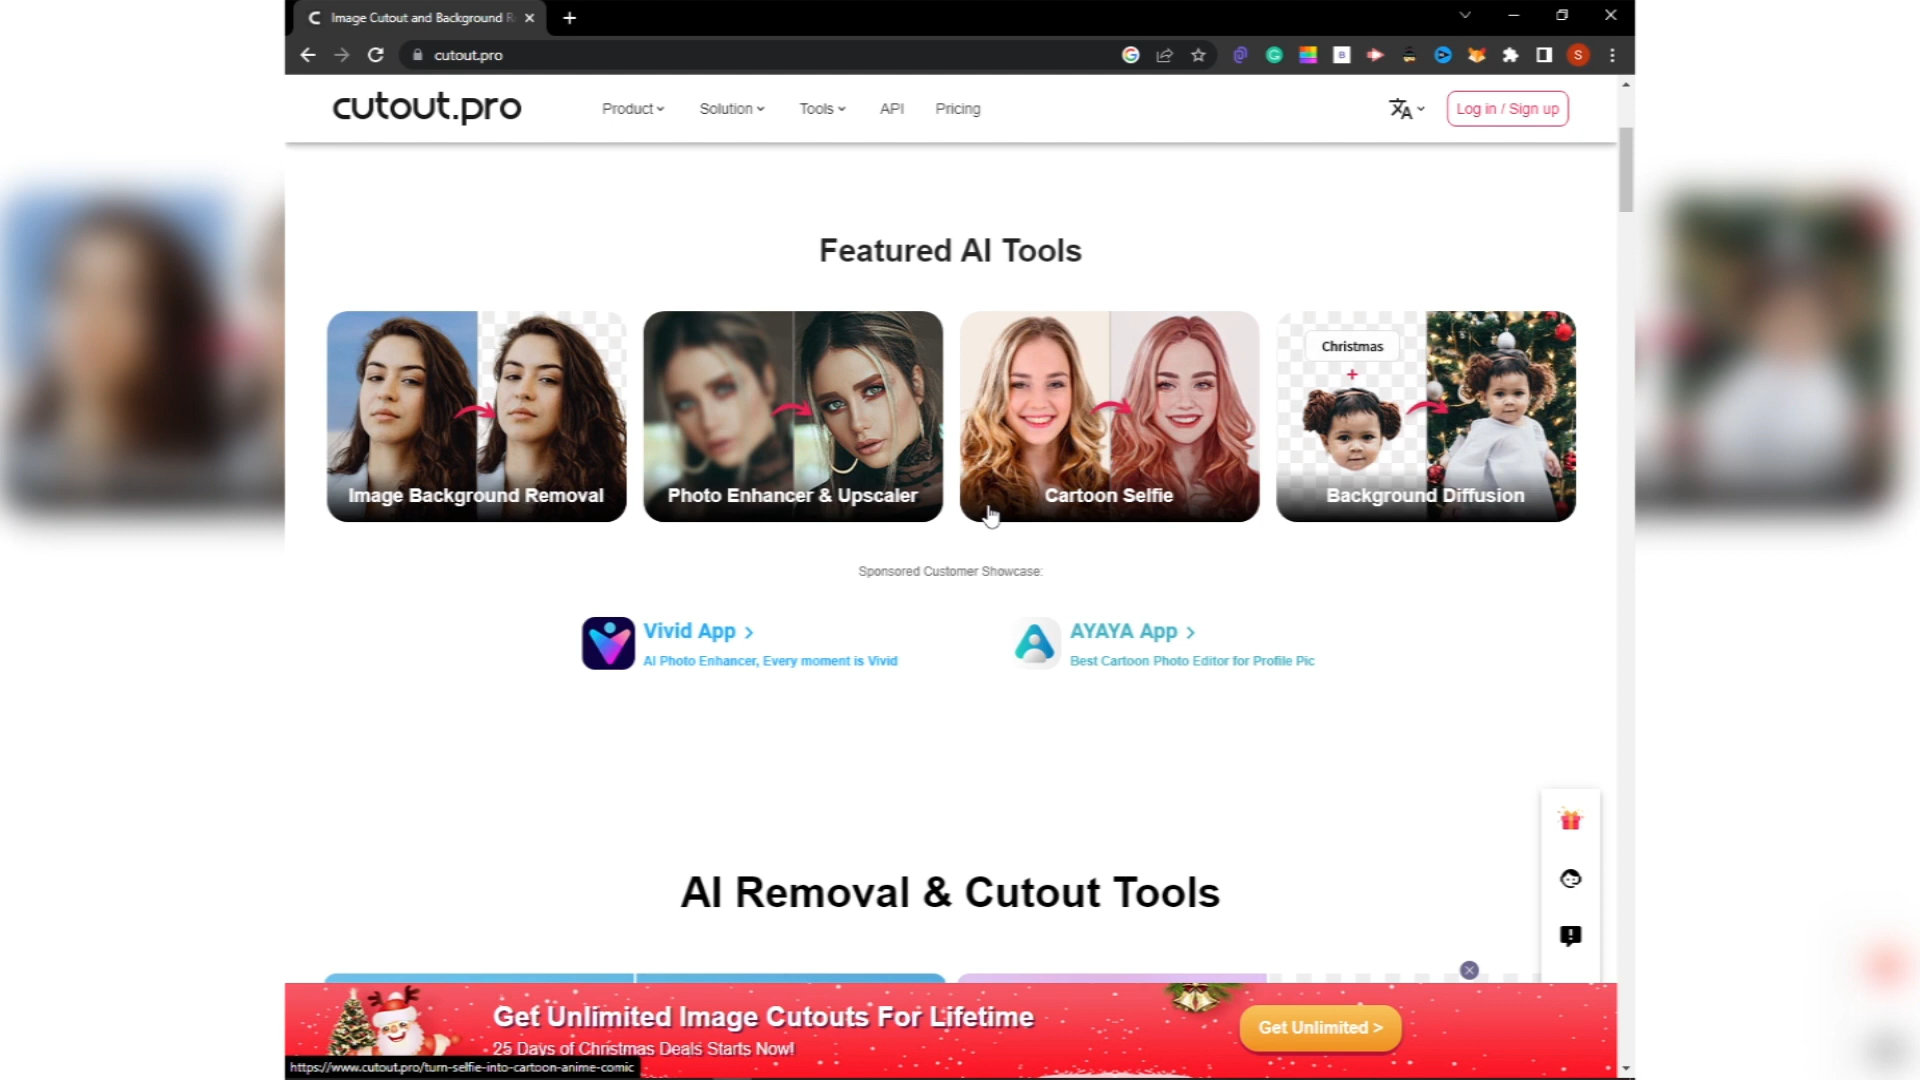 Image Cutout and Background R
cutout.pro
cutout.pro
Product
Solution
Tools
API
Pricing
Log in / Sign up
Featured AI Tools
Image Background Removal
Photo Enhancer & Upscaler
Cartoon Selfie
Christmas
+
Background Diffusion
Sponsored Customer Showcase:
Vivid App >
AI Photo Enhancer, Every moment is Vivid
AYAYA App >
Best Cartoon Photo Editor for Profile Pic
AI Removal & Cutout Tools
Get Unlimited Image Cutouts For Lifetime
25 Days of Christmas Deals Starts Now!
Get Unlimited >
https://www.cutout.pro/turn-selfie-into-cartoon-anime-comic